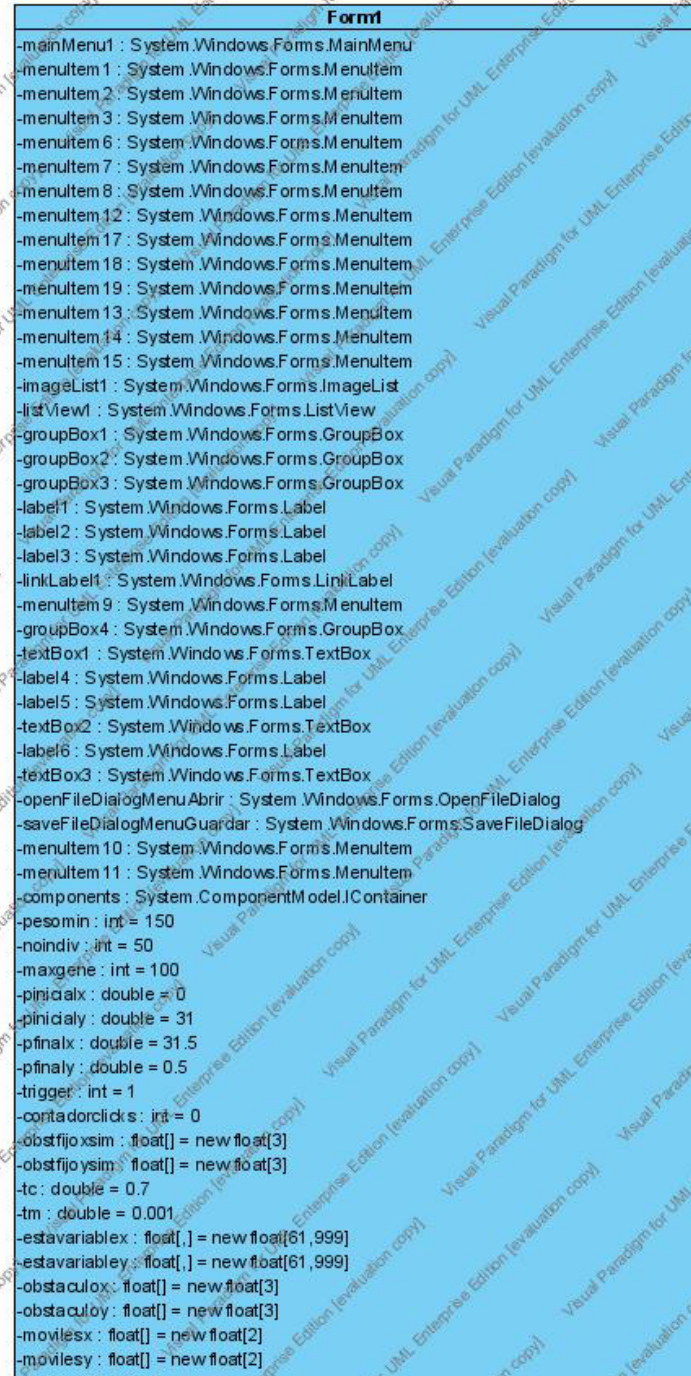 Form1
-mainMenu1 : System.Windows.Forms.MainMenu
-menuItem1 : System.Windows.Forms.MenuItem
-menuItem2 : System.Windows.Forms.MenuItem
-menuItem3 : System.Windows.Forms.MenuItem
-menuItem6 : System.Windows.Forms.MenuItem
-menuItem7 : System.Windows.Forms.MenuItem
-menuItem8 : System.Windows.Forms.MenuItem
-menuItem12 : System.Windows.Forms.MenuItem
-menuItem17 : System.Windows.Forms.MenuItem
-menuItem18 : System.Windows.Forms.MenuItem
-menuItem19 : System.Windows.Forms.MenuItem
-menuItem13 : System.Windows.Forms.MenuItem
-menuItem14 : System.Windows.Forms.MenuItem
-menuItem15 : System.Windows.Forms.MenuItem
-imageList1 : System.Windows.Forms.ImageList
-listView1 : System.Windows.Forms.ListView
-groupBox1 : System.Windows.Forms.GroupBox
-groupBox2 : System.Windows.Forms.GroupBox
-groupBox3 : System.Windows.Forms.GroupBox
-label1 : System.Windows.Forms.Label
-label2 : System.Windows.Forms.Label
-label3 : System.Windows.Forms.Label
-linkLabel1 : System.Windows.Forms.LinkLabel
-menuItem9 : System.Windows.Forms.MenuItem
-groupBox4 : System.Windows.Forms.GroupBox
-textBox1 : System.Windows.Forms.TextBox
-label4 : System.Windows.Forms.Label
-label5 : System.Windows.Forms.Label
-textBox2 : System.Windows.Forms.TextBox
-label6 : System.Windows.Forms.Label
-textBox3 : System.Windows.Forms.TextBox
-openFileDialogMenuAbrir : System.Windows.Forms.OpenFileDialog
-saveFileDialogMenuGuardar : System.Windows.Forms.SaveFileDialog
-menuItem10 : System.Windows.Forms.MenuItem
-menuItem11 : System.Windows.Forms.MenuItem
-components : System.ComponentModel.IContainer
-pesomin : int = 150
-noindiv : int = 50
-maxgene : int = 100
-pinicialx : double = 0
-pinicialy : double = 31
-pfinalx : double = 31.5
-pfinaly : double = 0.5
-trigger : int = 1
-contadorclicks : int = 0
-obstfijoxsim : float[] = new float[3]
-obstfijoysim : float[] = new float[3]
-tc : double = 0.7
-tm : double = 0.001
-estavariablex : float[,] = new float[61,999]
-estavariabley : float[,] = new float[61,999]
-obstaculox : float[] = new float[3]
-obstaculoy : float[] = new float[3]
-movilesx : float[] = new float[2]
-movilesy : float[] = new float[2]
Visual Paradigm for UML Enterprise Edition [evaluation copy]